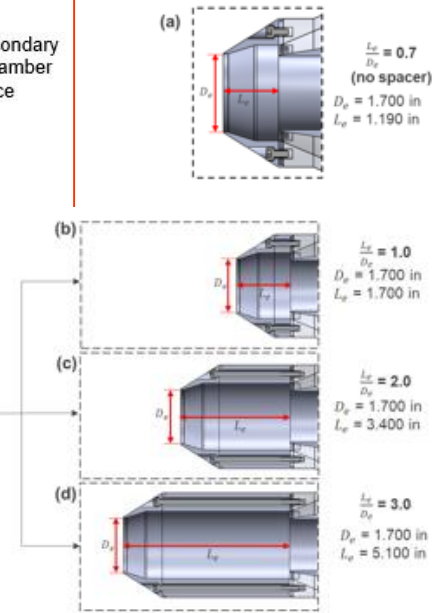 ondary
amber
ce
(a)
Lₑ/Dₑ = 0.7
(no spacer)
Dₑ = 1.700 in
Lₑ = 1.190 in
Dₑ
Lₑ
(b)
Lₑ/Dₑ = 1.0
Dₑ = 1.700 in
Lₑ = 1.700 in
Dₑ
Lₑ
(c)
Lₑ/Dₑ = 2.0
Dₑ = 1.700 in
Lₑ = 3.400 in
Dₑ
Lₑ
(d)
Lₑ/Dₑ = 3.0
Dₑ = 1.700 in
Lₑ = 5.100 in
Dₑ
Lₑ